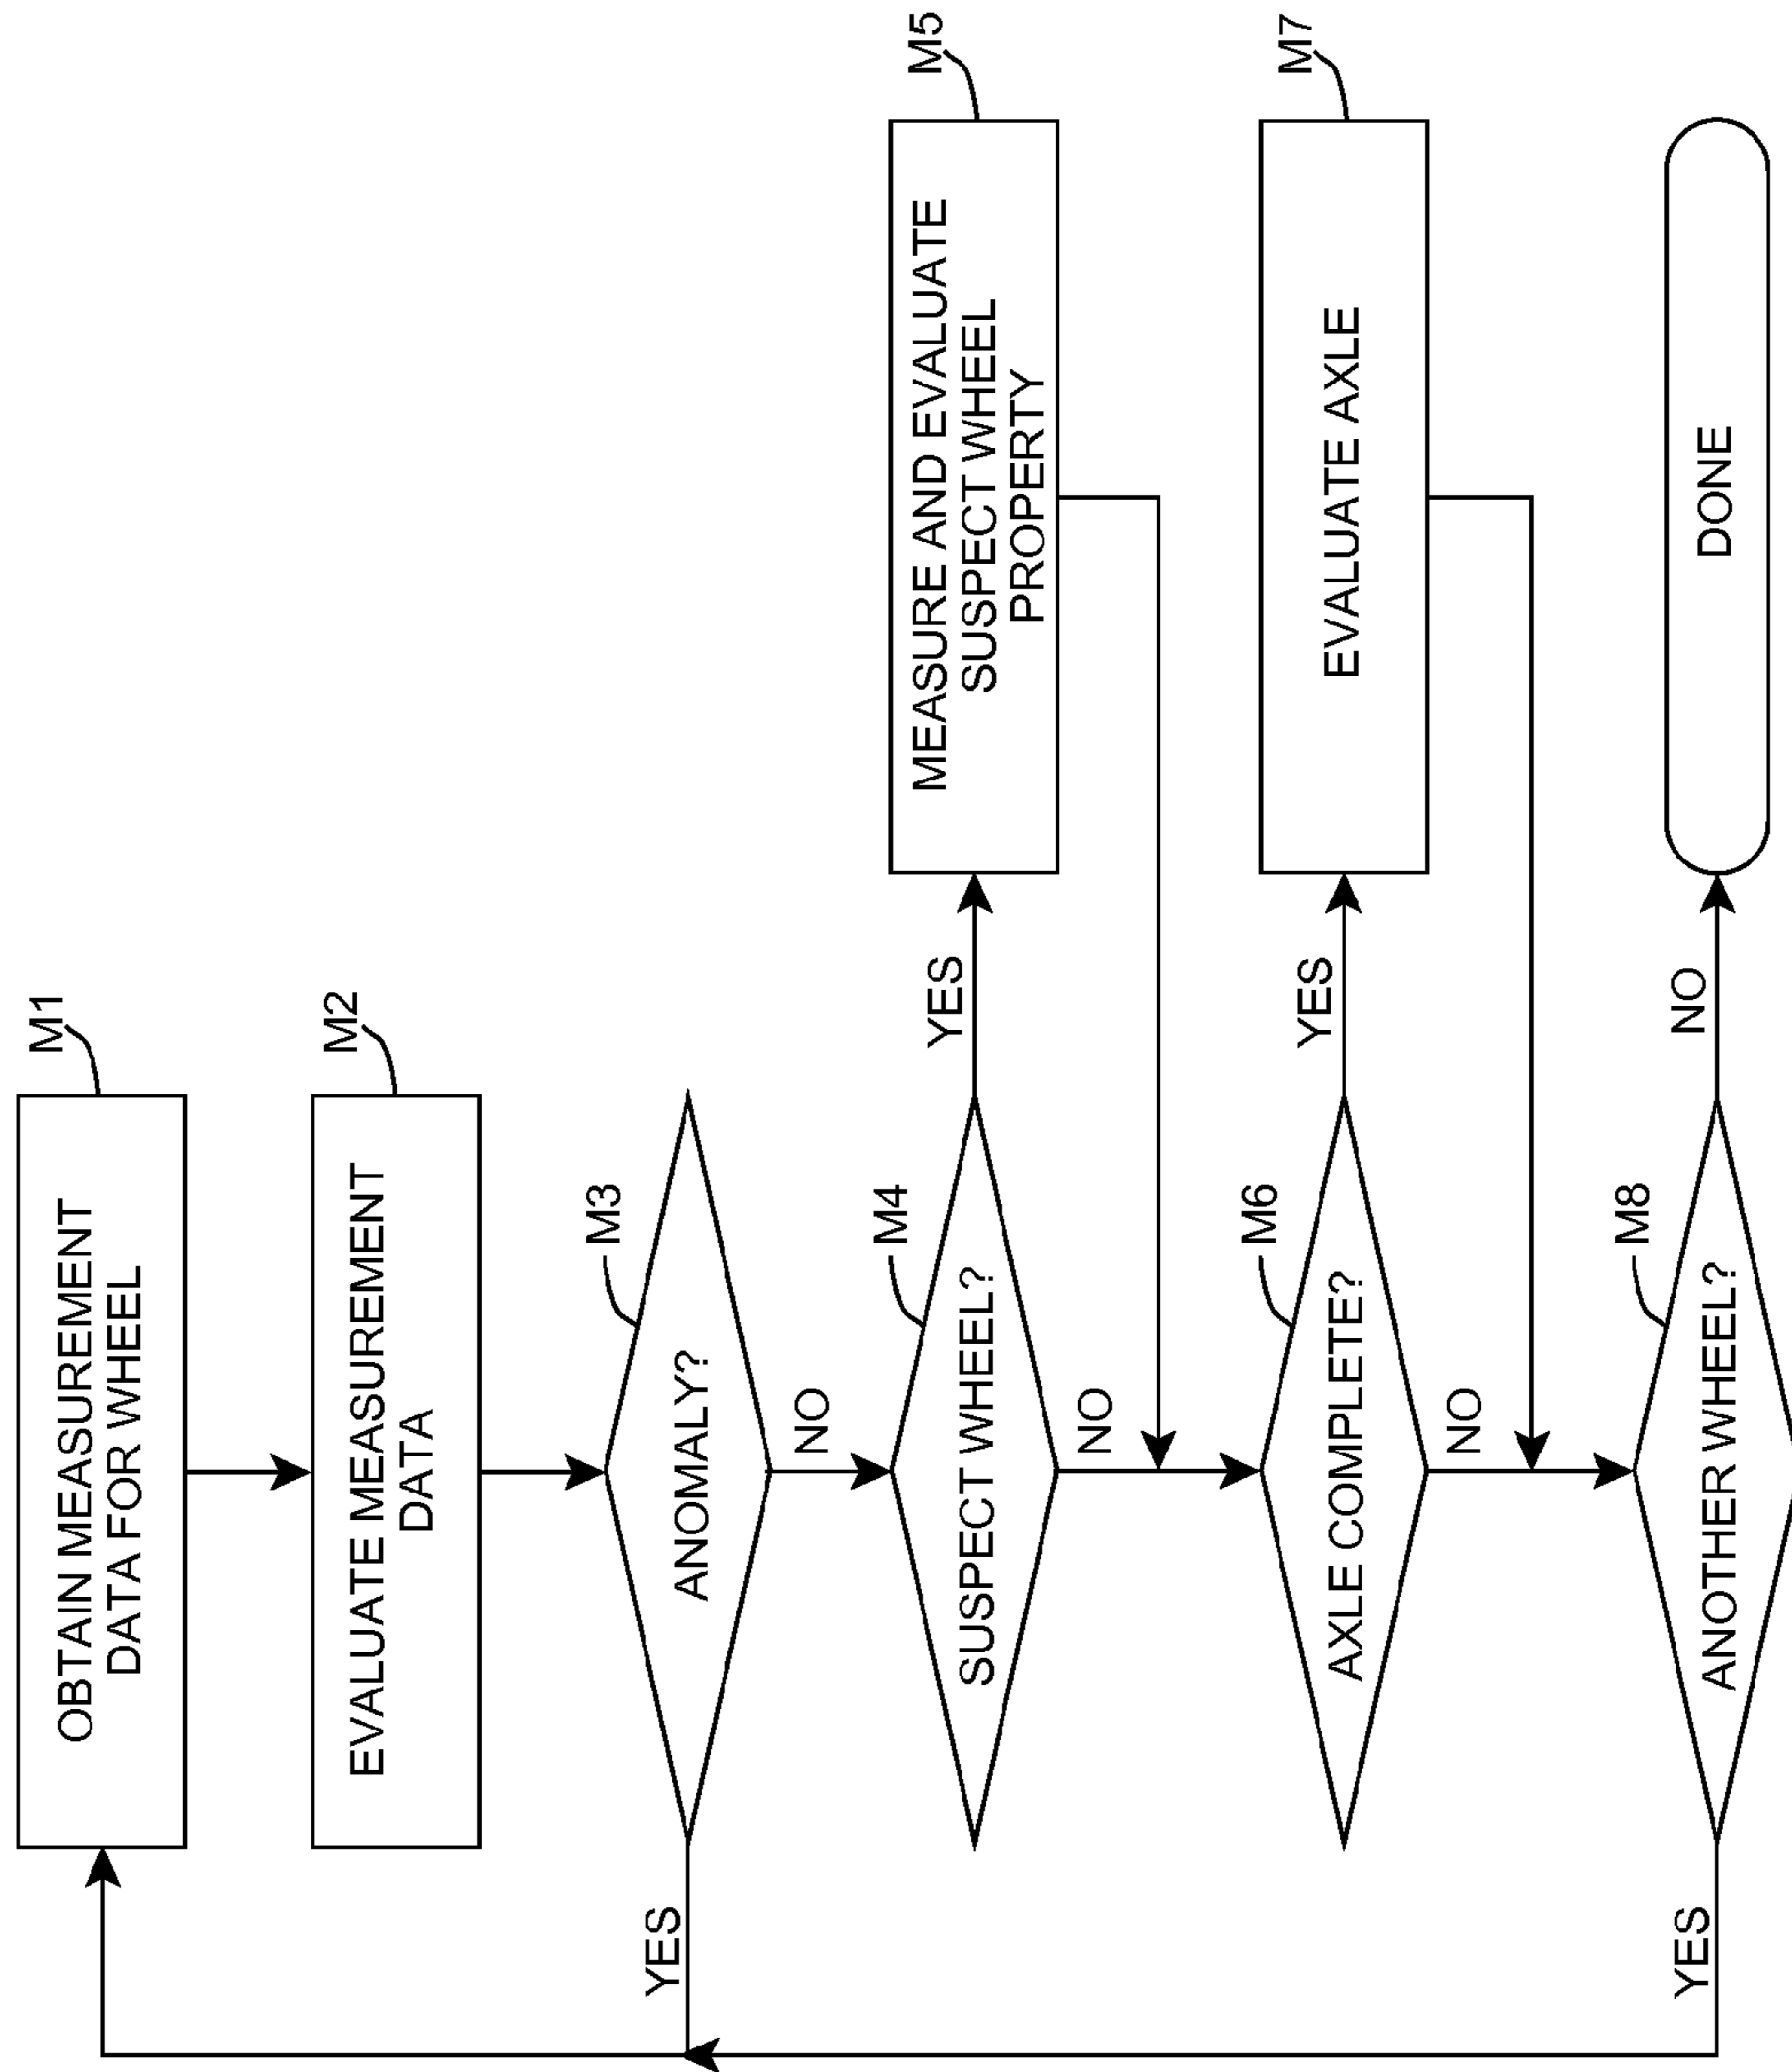 M1
OBTAIN MEASUREMENT
DATA FOR WHEEL
M2
EVALUATE MEASUREMENT
DATA
M3
ANOMALY?
YES
NO
M4
SUSPECT WHEEL?
YES
NO
M5
MEASURE AND EVALUATE
SUSPECT WHEEL
PROPERTY
M6
AXLE COMPLETE?
YES
NO
M7
EVALUATE AXLE
M8
ANOTHER WHEEL?
YES
NO
DONE